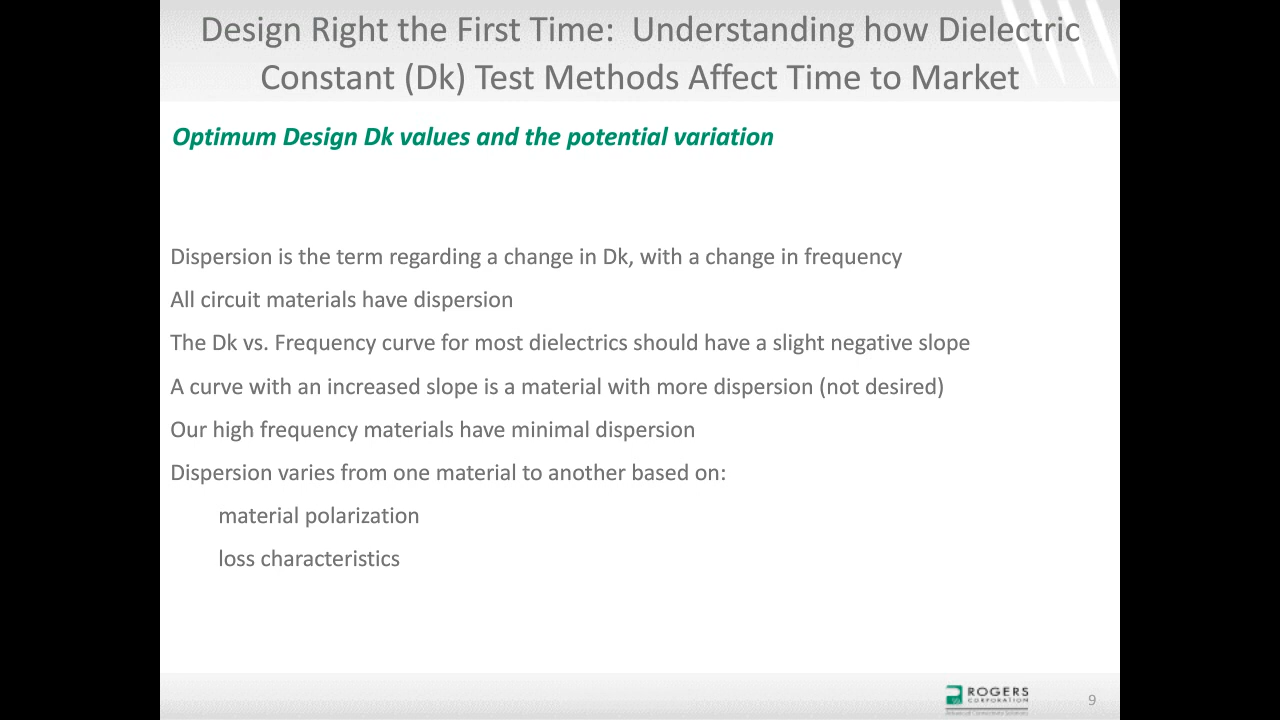 Design Right the First Time: Understanding how Dielectric
Constant (Dk) Test Methods Affect Time to Market
Optimum Design Dk values and the potential variation
Dispersion is the term regarding a change in Dk, with a change in frequency
All circuit materials have dispersion
The Dk vs. Frequency curve for most dielectrics should have a slight negative slope
A curve with an increased slope is a material with more dispersion (not desired)
Our high frequency materials have minimal dispersion
Dispersion varies from one material to another based on:
material polarization
loss characteristics
ROGERS
CORPORATION
Advanced Connectivity Solutions
9